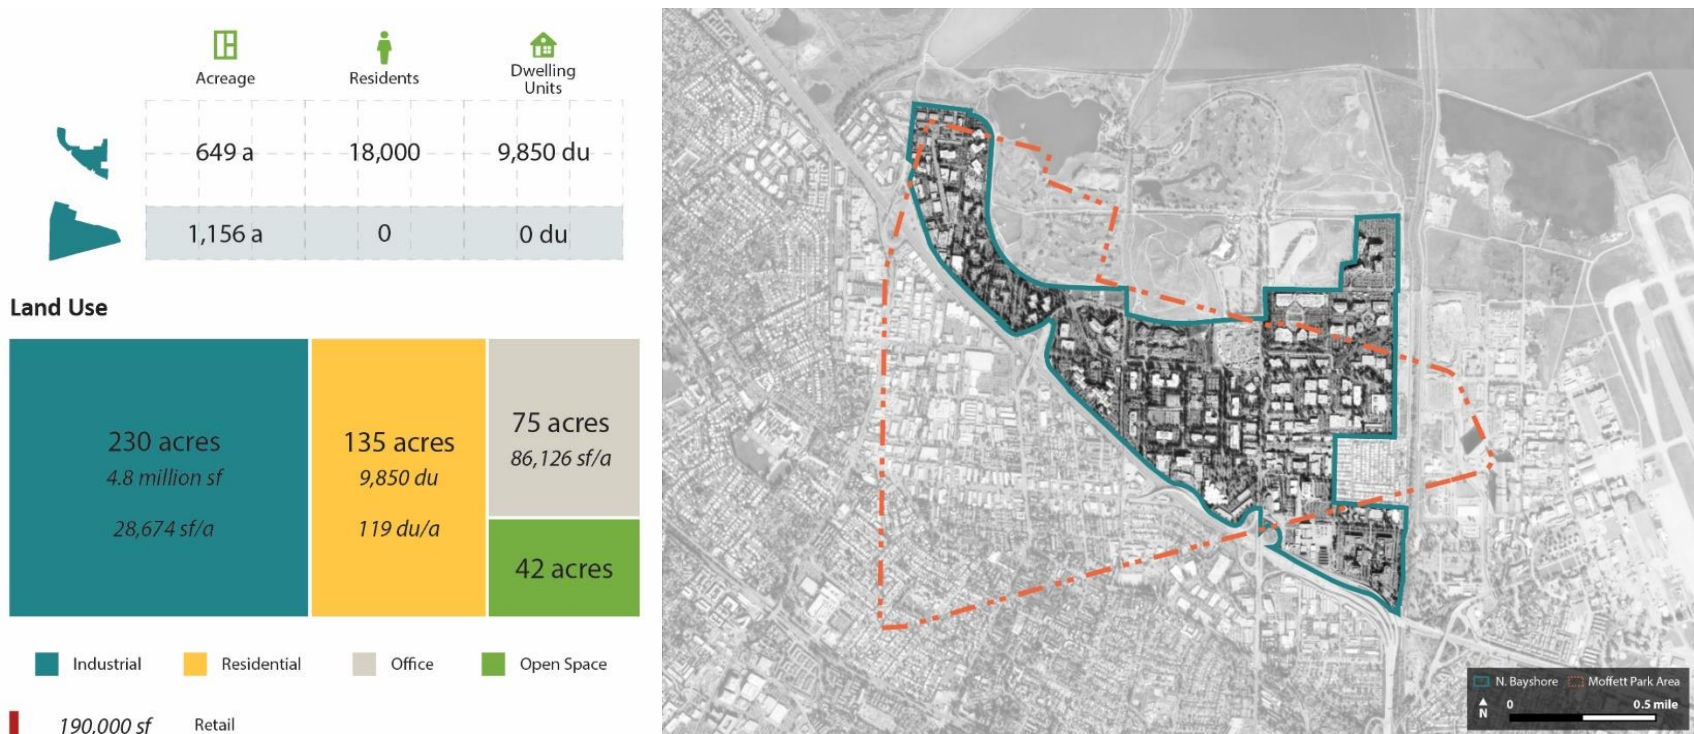 Acreage
Residents
Dwelling
Units
649 a
18,000
9,850 du
1,156 a
0
0 du
Land Use
230 acres
4.8 million sf
28,674 sf/a
135 acres
9,850 du
119 du/a
75 acres
86,126 sf/a
42 acres
Industrial
Residential
Office
Open Space
190,000 sf
Retail
N. Bayshore
Moffett Park Area
N
0
0.5 mile